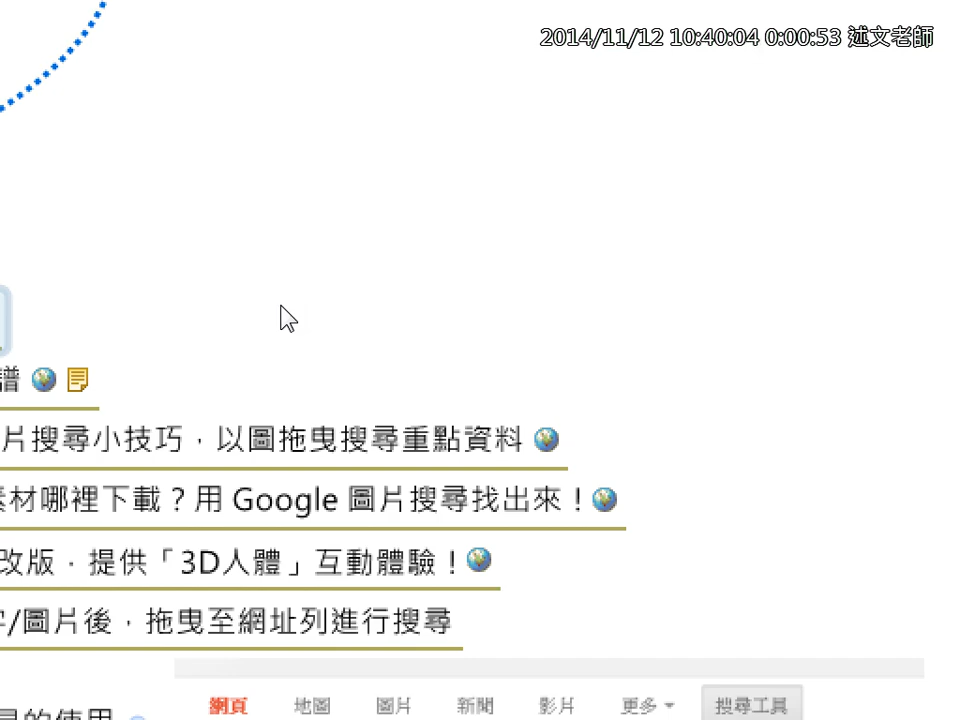 2014/11/12 10:40:04 0:00:53 述文老師
譜
片搜尋小技巧，以圖拖曳搜尋重點資料
素材哪裡下載？用 Google 圖片搜尋找出來！
改版，提供「3D人體」互動體驗！
字/圖片後，拖曳至網址列進行搜尋
網頁 地圖 圖片 新聞 影片 更多 搜尋工具
的使用